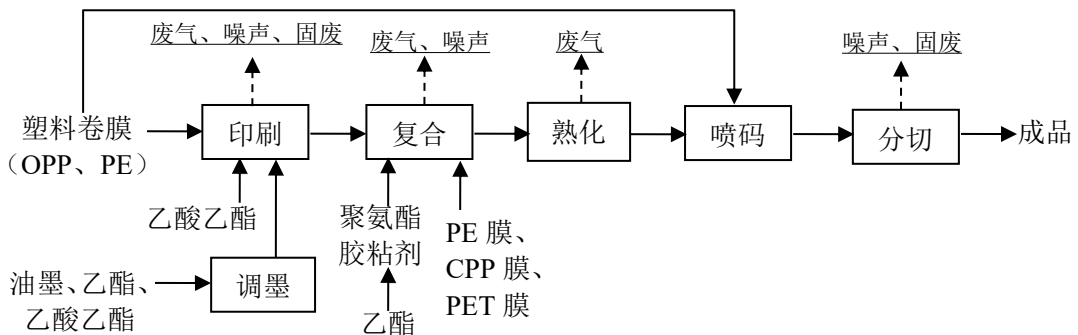 废气、噪声、固废
废气、噪声
废气
噪声、固废
塑料卷膜
（OPP、PE）
印刷
复合
熟化
喷码
分切
成品
乙酸乙酯
聚氨酯
胶粘剂
PE 膜、
CPP 膜、
PET 膜
油墨、乙酯、
乙酸乙酯
调墨
乙酯